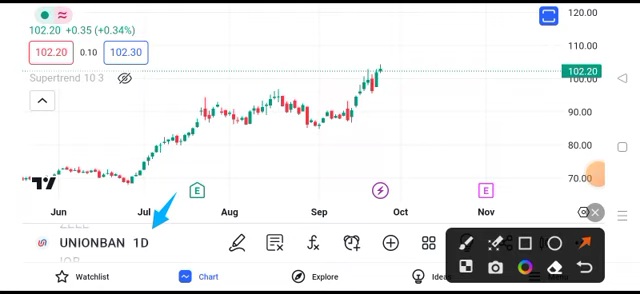 120.00
102.20 +0.35 (+0.34%)
110.00
102.20 0.10 102.30
102.20
Supertrend 10 3
100.00
90.00
80.00
70.00
E E
Jun Jul Aug Sep Oct Nov
UNIONBAN 1D
Watchlist Chart Explore Ideas